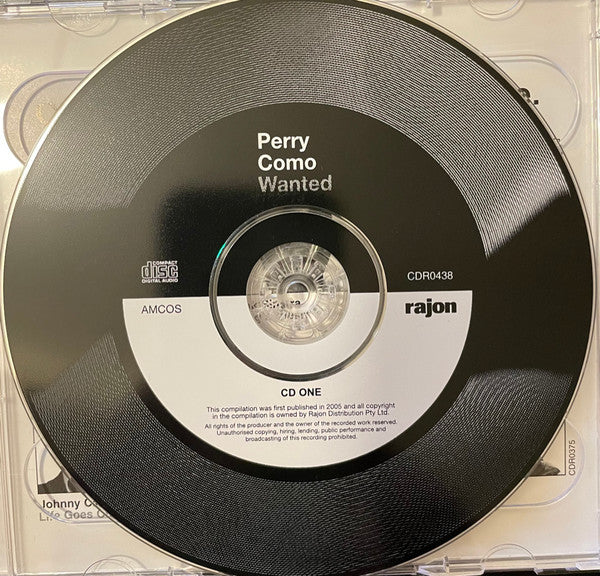 Perry
Como
Wanted
COMPACT
disc
DIGITAL AUDIO
CDR0438
AMCOS
rajon
CD ONE
This compilation was first published in 2005 and all copyright
in the compilation is owned by Rajon Distribution Pty Ltd.
All rights of the producer and the owner of the recorded work reserved.
Unauthorised copying, hiring, lending, public performance and
broadcasting of this recording prohibited.
CDR0375
Johnny
Life Goes